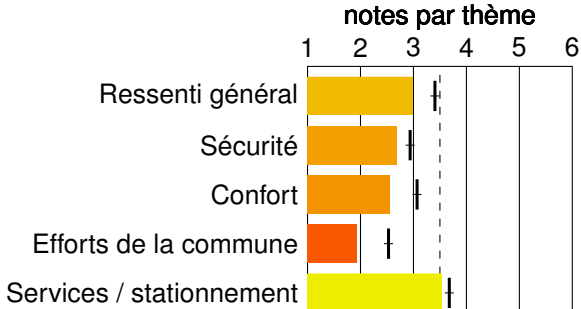 notes par thème
1 2 3 4 5 6
Ressenti général
Sécurité
Confort
Efforts de la commune
Services / stationnement